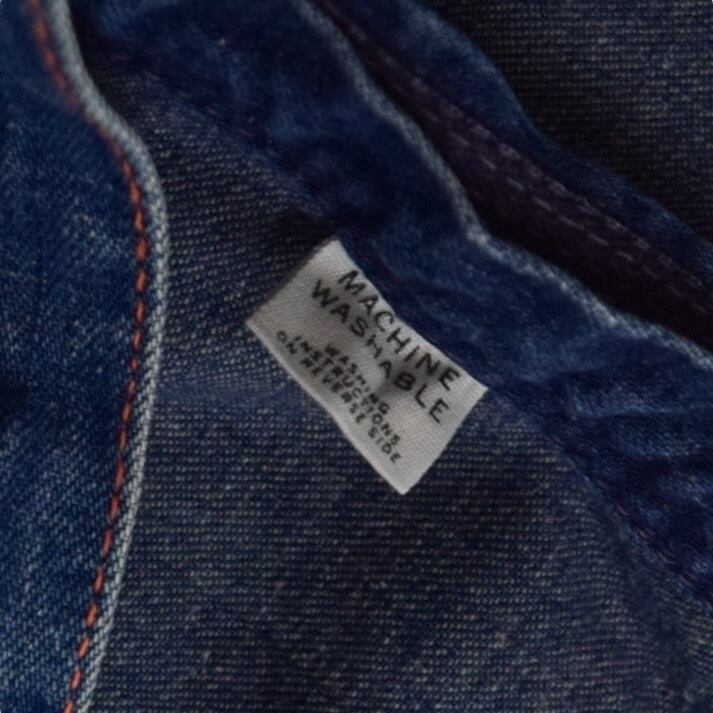 MACHINE
WASHABLE
WASHING
INSTRUCTIONS
ON REVERSE SIDE